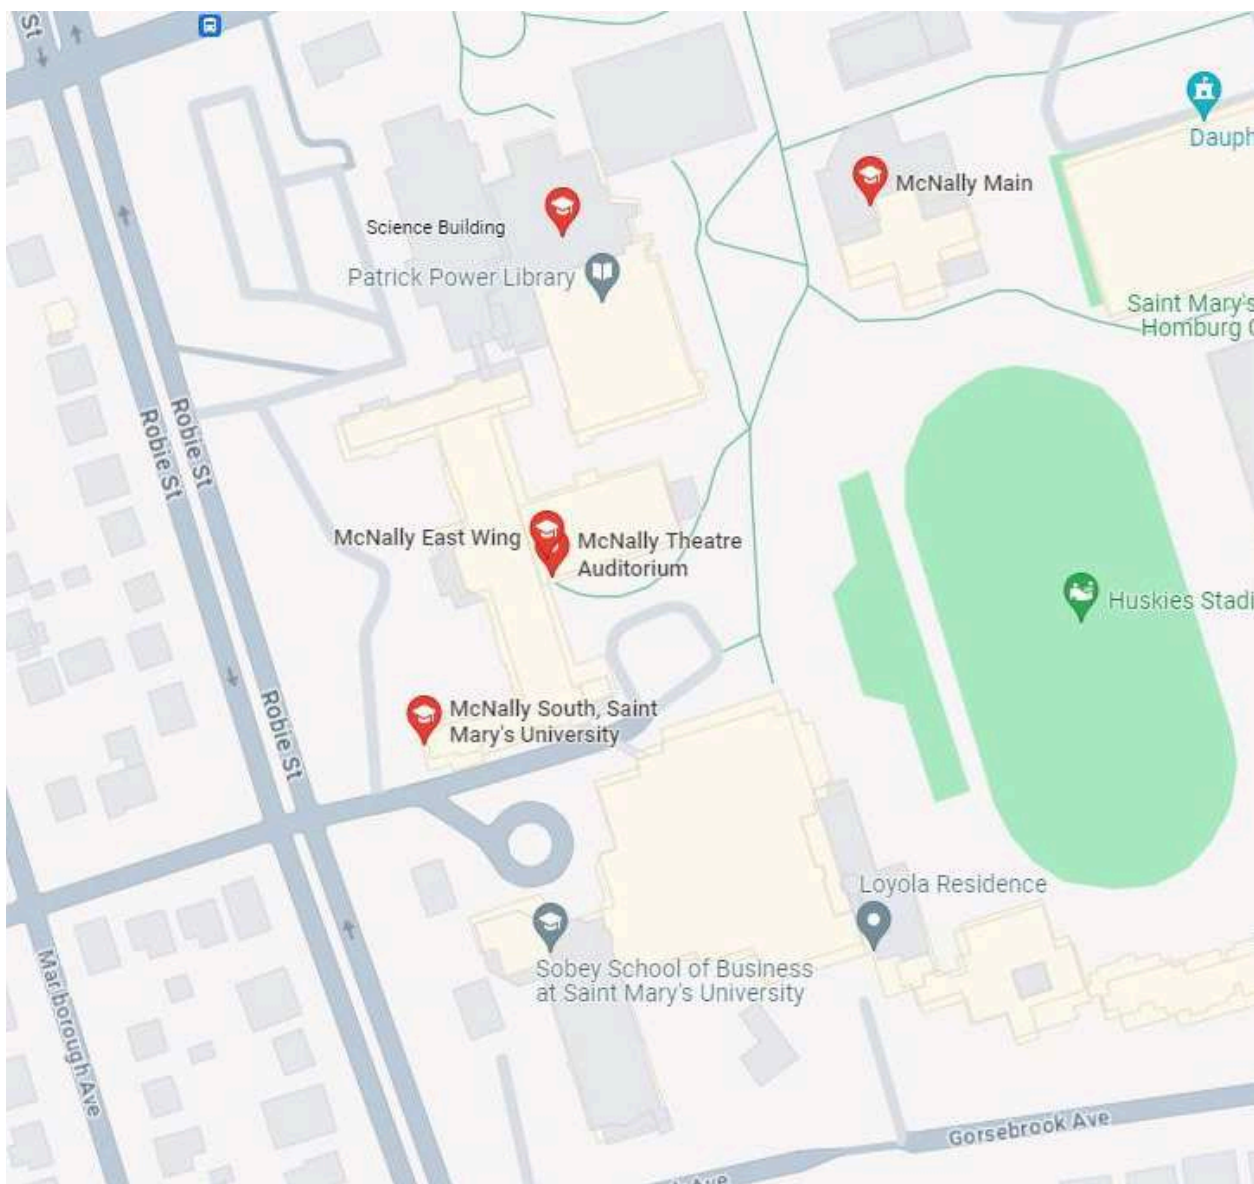 St
McNally Main
Dauph
Science Building
Patrick Power Library
Saint Mary's
Homburg
Robie St
Robie St
McNally East Wing
McNally Theatre
Auditorium
Huskies Stadi
McNally South, Saint
Mary's University
Robie St
Loyola Residence
Sobey School of Business
at Saint Mary's University
Marlborough Ave
Gorsebrook Ave
Ave